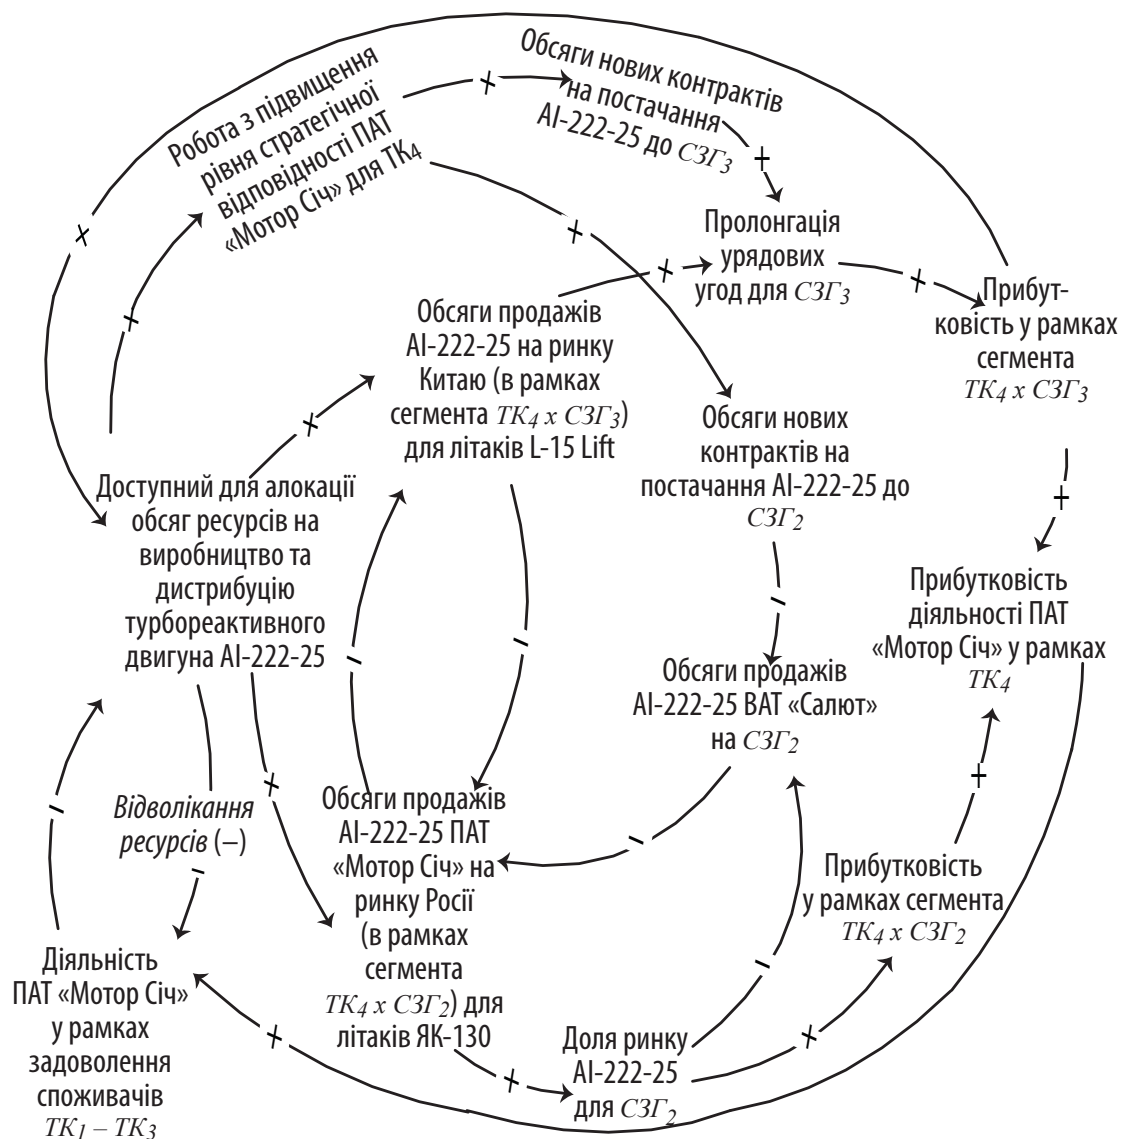 Обсяги нових контрактів
на постачання
АІ-222-25 до СЗГ3
Робота з підвищення
рівня стратегічної
відповідності ПАТ
«Мотор Січ» для ТК4
Пролонгація
урядових
угод для СЗГ3
Прибут-
ковість у рамках
сегмента
ТК4 х СЗГ3
Обсяги продажів
АІ-222-25 на ринку
Китаю (в рамках
сегмента ТК4 х СЗГ3)
для літаків L-15 Lift
Обсяги нових
контрактів на
постачання АІ-222-25 до
СЗГ2
Доступний для алокації
обсяг ресурсів на
виробництво та
дистрибуцію
турбореактивного
двигуна АІ-222-25
Прибутковість
діяльності ПАТ
«Мотор Січ» у рамках
ТК4
Обсяги продажів
АІ-222-25 ВАТ «Салют»
на СЗГ2
Відволікання
ресурсів (–)
Обсяги продажів
АІ-222-25 ПАТ
«Мотор Січ» на
ринку Росії
(в рамках
сегмента
ТК4 х СЗГ2) для
літаків ЯК-130
Прибутковість
у рамках сегмента
ТК4 х СЗГ2
Діяльність
ПАТ «Мотор Січ»
у рамках
задоволення
споживачів
ТК1 – ТК3
Доля ринку
АІ-222-25
для СЗГ2